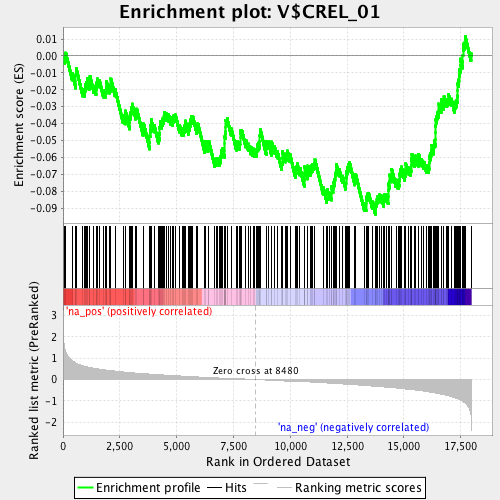 Enrichment plot: V$CREL_01
Enrichment score (ES)
0.01
0.00
-0.01
-0.02
-0.03
-0.04
-0.05
-0.06
-0.07
-0.08
-0.09
'na_pos' (positively correlated)
Ranked list metric (PreRanked)
3
2
1
0
-1
-2
Zero cross at 8480
'na_neg' (negatively correlated)
0
2,500
5,000
7,500
10,000
12,500
15,000
17,500
Rank in Ordered Dataset
Enrichment profile
Hits
Ranking metric scores